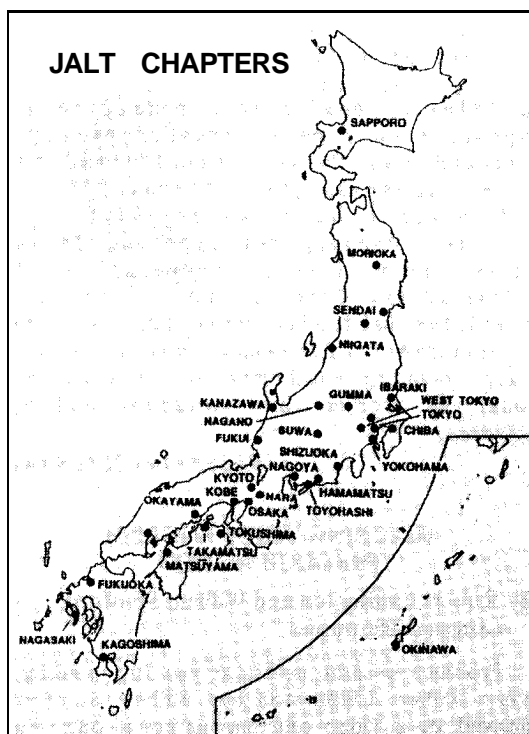 JALT CHAPTERS
SAPPORO
MORIOKA
SENDAI
NIIGATA
IBARAKI
KANAZAWA
GUMMA
WEST TOKYO
NAGANO
TOKYO
FUKUI
SUWA
CHIBA
SHIZUOKA
YOKOHAMA
NAGOYA
KYOTO
HAMAMATSU
OKAYAMA
KOBE
NARA
OSAKA
TOYOHASHI
TOKUSHIMA
TAKAMATSU
MATSUYAMA
FUKUOKA
NAGASAKI
KAGOSHIMA
OKINAWA